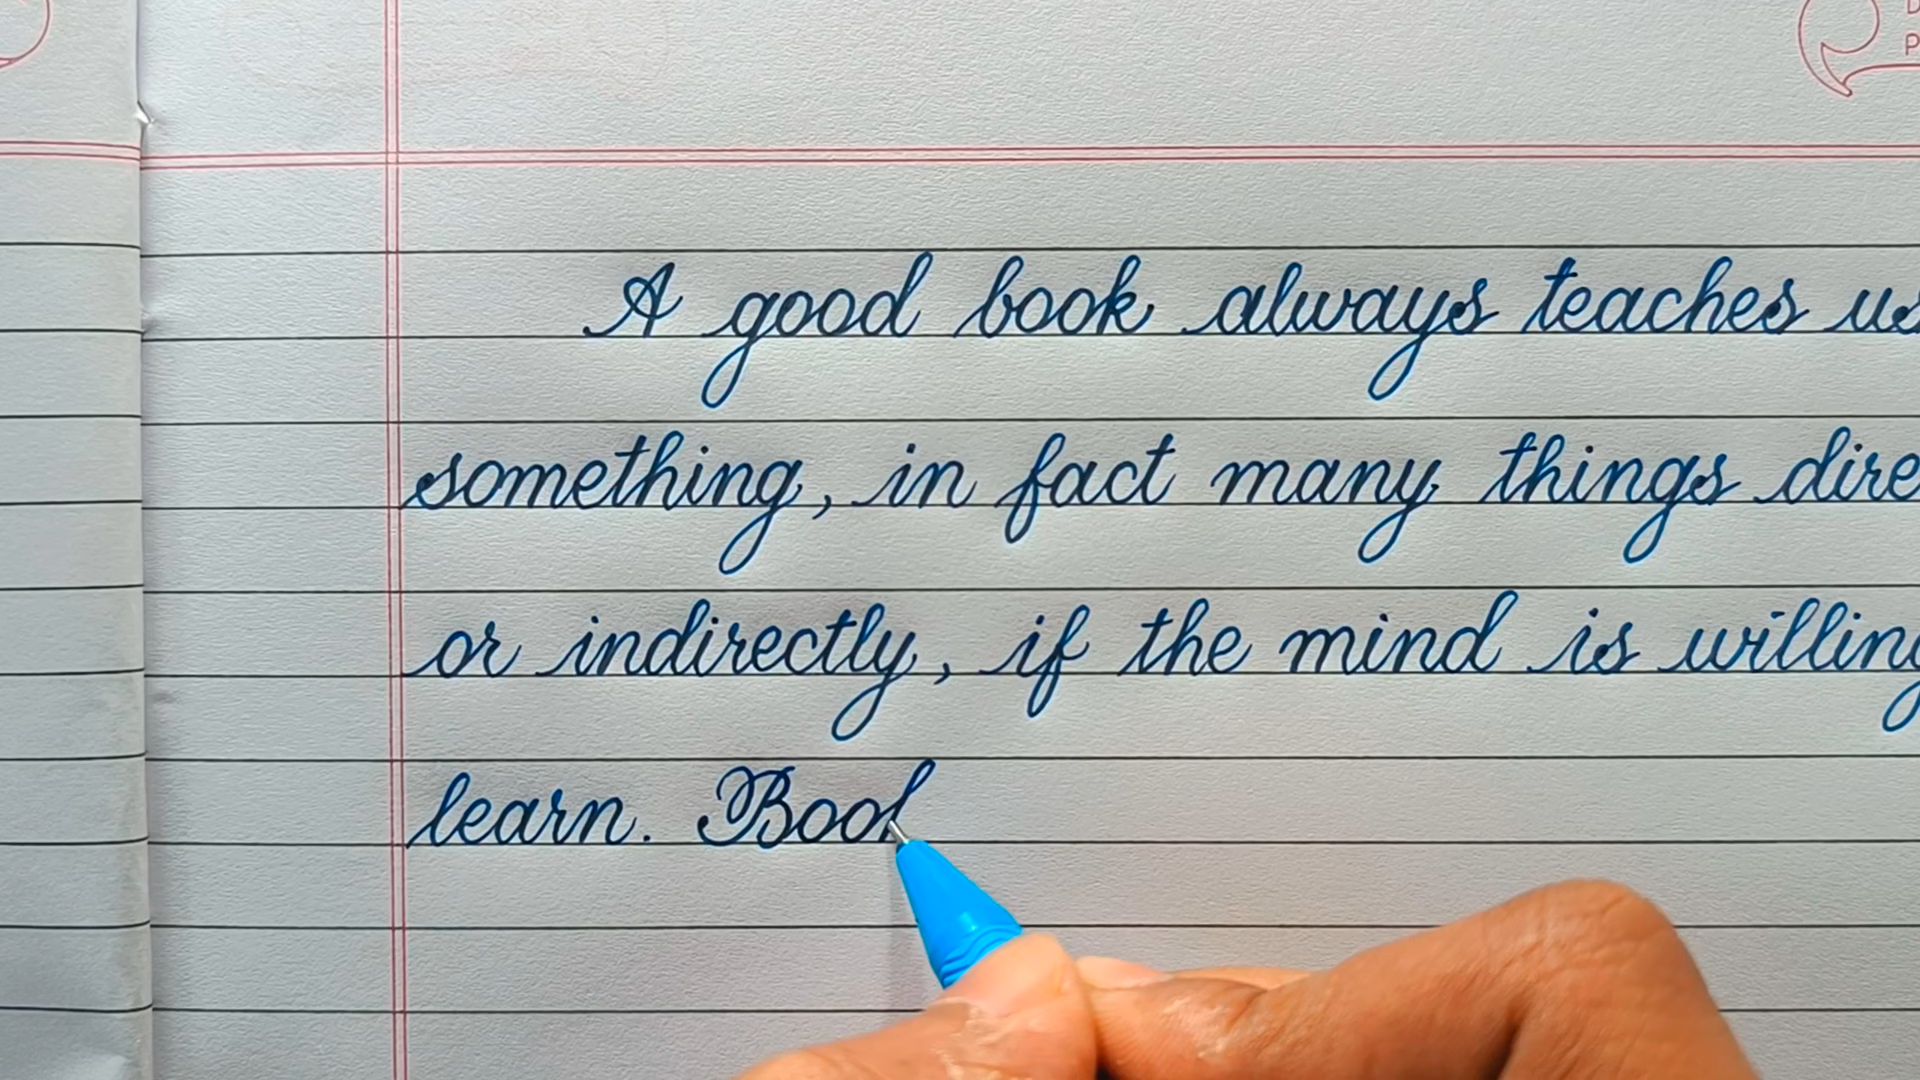 A good book always teaches us
something, in fact many things dire
or indirectly, if the mind is willing
learn. Boo